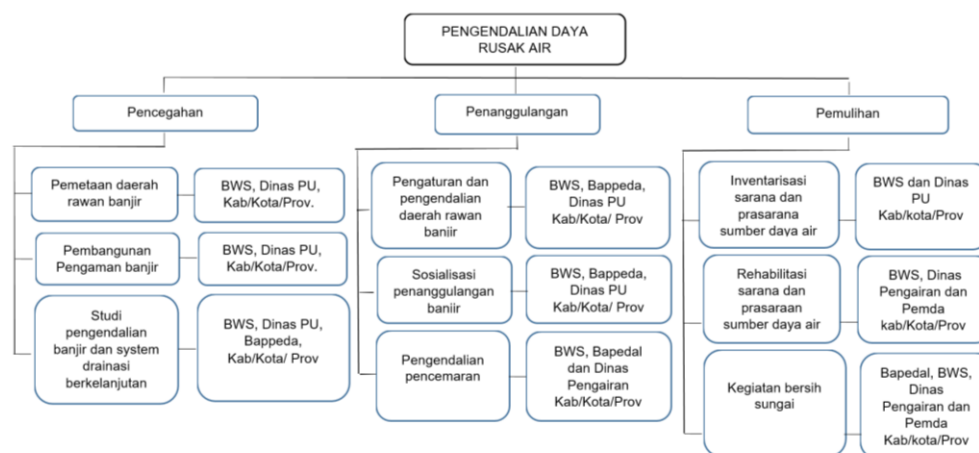 PENGENDALIAN DAYA
RUSAK AIR
Pencegahan
Pemetaan daerah
rawan banjir
BWS, Dinas PU,
Kab/Kota/Prov.
Pembangunan
Pengaman banjir
BWS, Dinas PU,
Kab/Kota/Prov.
Studi
pengendalian
banjir dan system
drainasi
berkelanjutan
BWS, Dinas PU,
Bappeda,
Kab/Kota/ Prov
Penanggulangan
Pengaturan dan
pengendalian
daerah rawan
banjir
BWS, Bappeda,
Dinas PU
Kab/Kota/ Prov
Sosialisasi
penanggulangan
banjir
BWS, Bappeda,
Dinas PU
Kab/Kota/ Prov
Pengendalian
pencemaran
BWS, Bapedal
dan Dinas
Pengairan
Kab/Kota/Prov
Pemulihan
Inventarisasi
sarana dan
prasarana
sumber daya air
BWS dan Dinas
PU
Kab/kota/Prov
Rehabilitasi
sarana dan
prasaraan
sumber daya air
BWS, Dinas
Pengairan dan
Pemda
kab/Kota/Prov
Kegiatan bersih
sungai
Bapedal, BWS,
Dinas
Pengairan dan
Pemda
Kab/kota/Prov